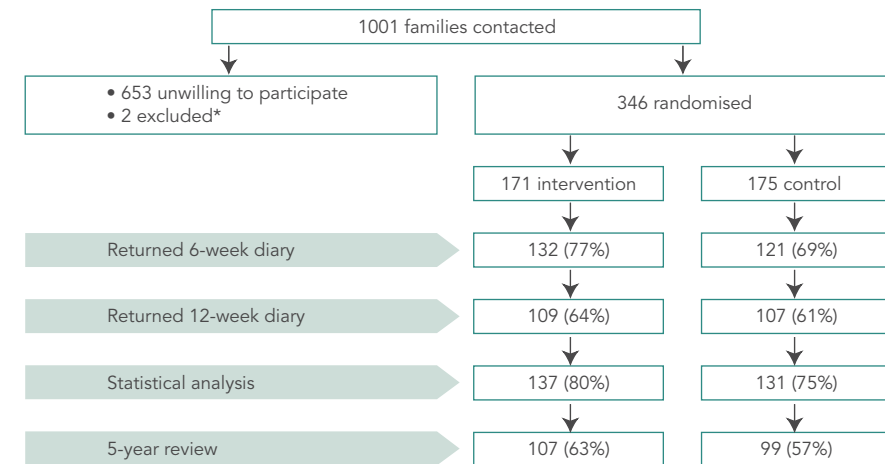 1001 families contacted
• 653 unwilling to participate
• 2 excluded*
346 randomised
171 intervention
175 control
Returned 6-week diary
132 (77%)
121 (69%)
Returned 12-week diary
109 (64%)
107 (61%)
Statistical analysis
137 (80%)
131 (75%)
5-year review
107 (63%)
99 (57%)